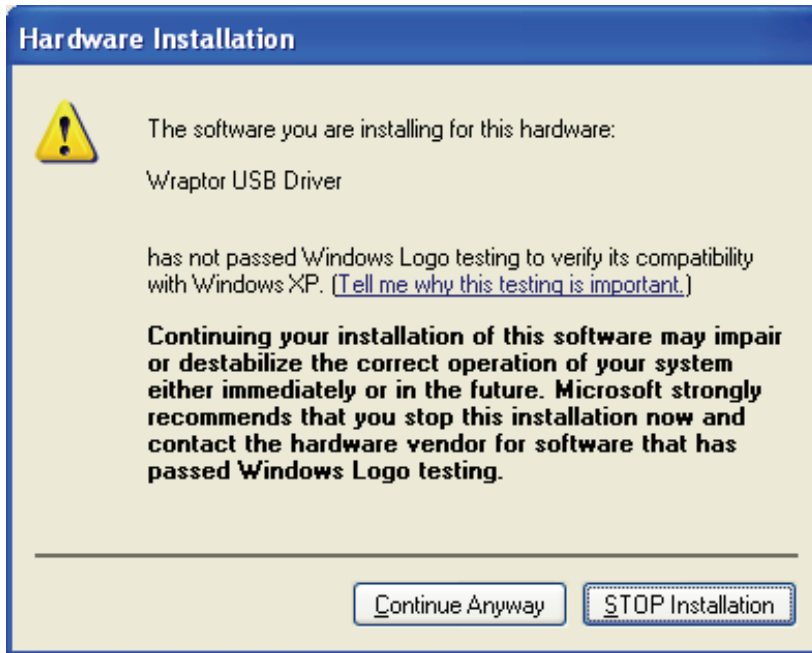 Hardware Installation
The software you are installing for this hardware:
Wraptor USB Driver
has not passed Windows Logo testing to verify its compatibility
with Windows XP. (Tell me why this testing is important.)
Continuing your installation of this software may impair
or destabilize the correct operation of your system
either immediately or in the future. Microsoft strongly
recommends that you stop this installation now and
contact the hardware vendor for software that has
passed Windows Logo testing.
Continue Anyway
STOP Installation